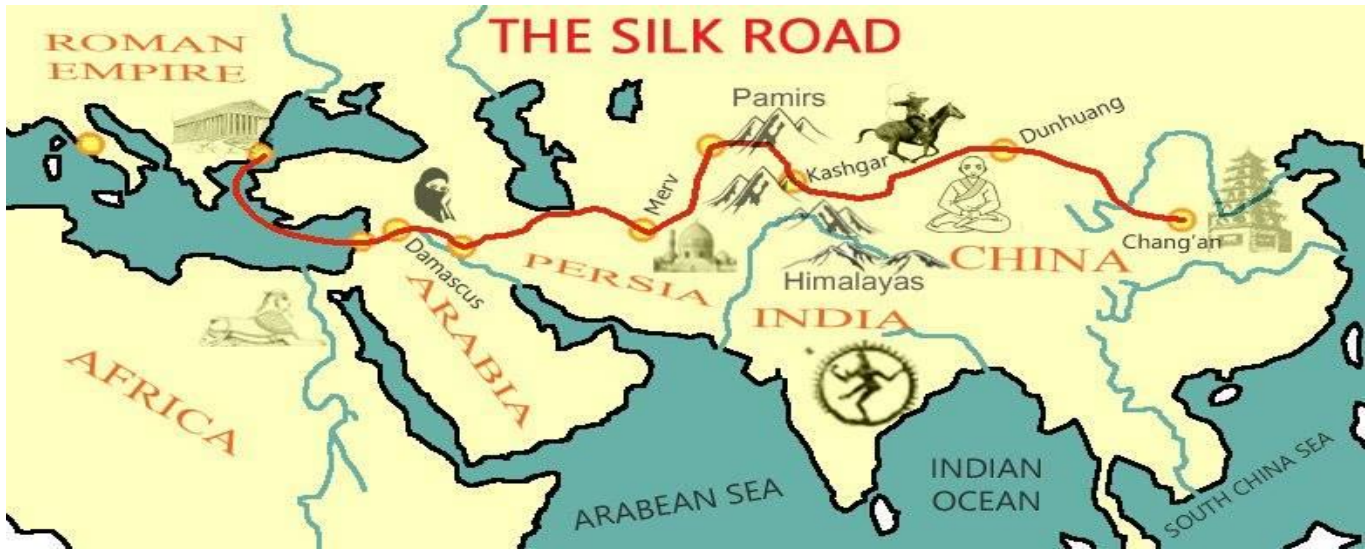 THE SILK ROAD
ROMAN
EMPIRE
Pamirs
Dunhuang
Kashgar
Merv
Chang'an
Damascus
PERSIA
CHINA
Himalayas
ARABIA
INDIA
AFRICA
INDIAN
OCEAN
ARABEAN SEA
SOUTH CHINA SEA